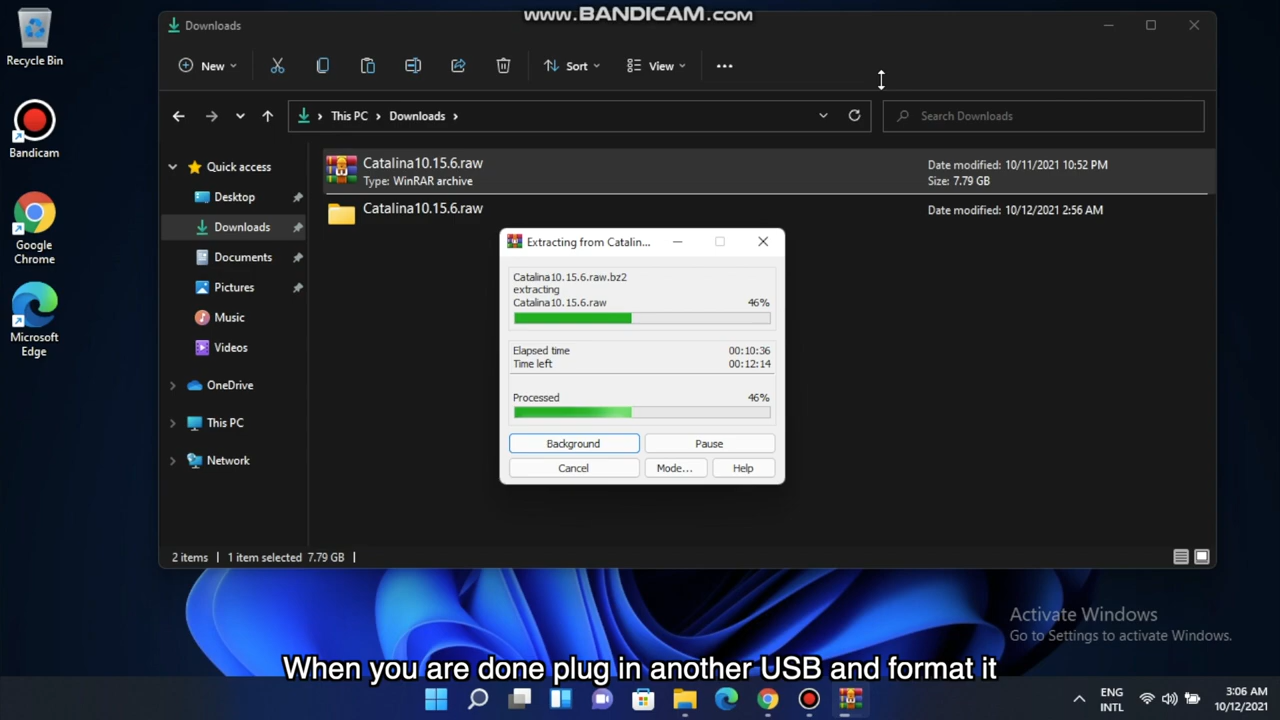 www.BANDICAM.com
Recycle Bin
Bandicam
Google
Chrome
Microsoft
Edge
Downloads
New
Sort
View
This PC
Downloads
Search Downloads
Quick access
Desktop
Downloads
Documents
Pictures
Music
Videos
OneDrive
This PC
Network
Catalina10.15.6.raw
Type: WinRAR archive
Date modified: 10/11/2021 10:52 PM
Size: 7.79 GB
Catalina10.15.6.raw
Date modified: 10/12/2021 2:56 AM
Extracting from Catalin...
Catalina10.15.6.raw.bz2
extracting
Catalina10.15.6.raw 46%
Elapsed time 00:10:36
Time left 00:12:14
Processed 46%
Background
Pause
Cancel
Mode...
Help
2 items
1 item selected 7.79 GB
Activate Windows
Go to Settings to activate Windows.
When you are done plug in another USB and format it
ENG
INTL
3:06 AM
10/12/2021